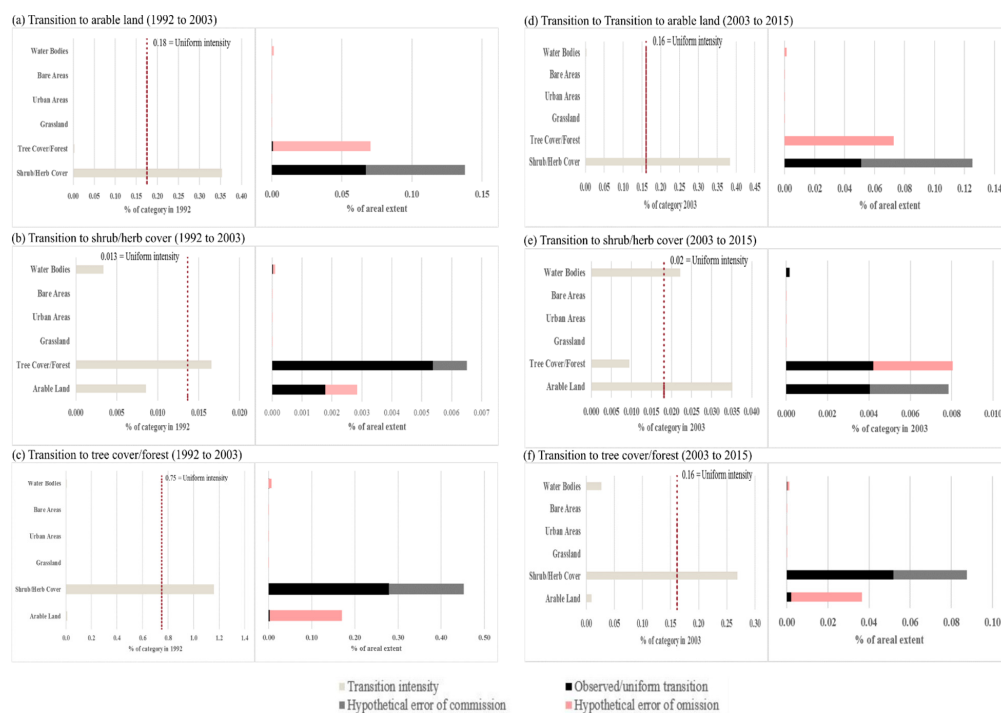 (a) Transition to arable land (1992 to 2003)
0.18 = Uniform intensity
Water Bodies
Bare Areas
Urban Areas
Grassland
Tree Cover/Forest
Shrub/Herb Cover
0.00 0.05 0.10 0.15 0.20 0.25 0.30 0.35 0.40
% of category in 1992
0.00 0.05 0.10 0.15
% of areal extent
(b) Transition to shrub/herb cover (1992 to 2003)
0.013 = Uniform intensity
Water Bodies
Bare Areas
Urban Areas
Grassland
Tree Cover/Forest
Arable Land
0.000 0.005 0.010 0.015 0.020
% of category in 1992
0.000 0.001 0.002 0.003 0.004 0.005 0.006 0.007
% of areal extent
(c) Transition to tree cover/forest (1992 to 2003)
0.75 = Uniform intensity
Water Bodies
Bare Areas
Urban Areas
Grassland
Shrub/Herb Cover
Arable Land
0.0 0.2 0.4 0.6 0.8 1.0 1.2 1.4
% of category in 1992
0.00 0.10 0.20 0.30 0.40 0.50
% of areal extent
(d) Transition to Transition to arable land (2003 to 2015)
0.16 = Uniform intensity
Water Bodies
Bare Areas
Urban Areas
Grassland
Tree Cover/Forest
Shrub/Herb Cover
0.00 0.05 0.10 0.15 0.20 0.25 0.30 0.35 0.40 0.45
% of category 2003
0.00 0.02 0.04 0.06 0.08 0.10 0.12 0.14
% of areal extent
(e) Transition to shrub/herb cover (2003 to 2015)
0.02 = Uniform intensity
Water Bodies
Bare Areas
Urban Areas
Grassland
Tree Cover/Forest
Arable Land
0.000 0.005 0.010 0.015 0.020 0.025 0.030 0.035 0.040
% of category in 2003
0.000 0.002 0.004 0.006 0.008 0.010
% of category in 2003
(f) Transition to tree cover/forest (2003 to 2015)
0.16 = Uniform intensity
Water Bodies
Bare Areas
Urban Areas
Grassland
Shrub/Herb Cover
Arable Land
0.00 0.05 0.10 0.15 0.20 0.25 0.30
% of category in 2003
0.00 0.02 0.04 0.06 0.08 0.10
% of areal extent
Transition intensity
Observed/uniform transition
Hypothetical error of commission
Hypothetical error of omission